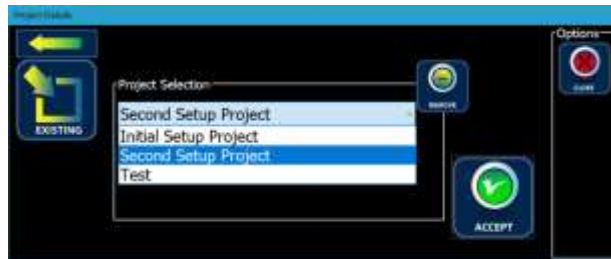 Project Details
Options
Project Selection
Second Setup Project
Initial Setup Project
Second Setup Project
Test
EXISTING
REMOVE
CLOSE
ACCEPT